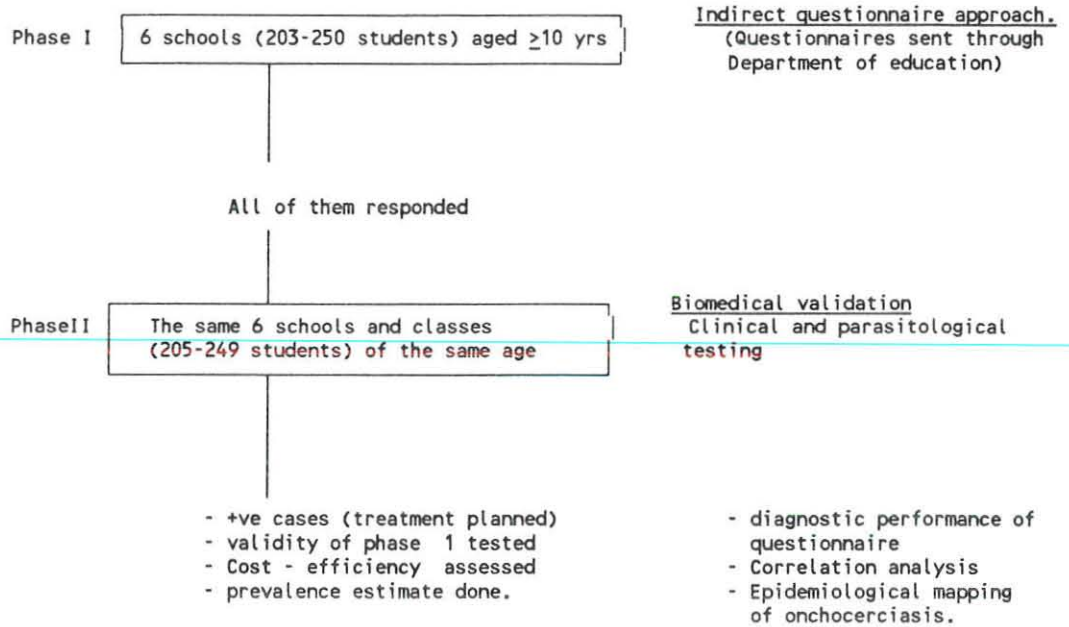 Phase I
6 schools (203-250 students) aged ≥10 yrs
Indirect questionnaire approach.
(Questionnaires sent through
Department of education)
All of them responded
PhaseII
The same 6 schools and classes
(205-249 students) of the same age
Biomedical validation
Clinical and parasitological
testing
- +ve cases (treatment planned)
- validity of phase 1 tested
- Cost - efficiency assessed
- prevalence estimate done.
- diagnostic performance of
questionnaire
- Correlation analysis
- Epidemiological mapping
of onchocerciasis.